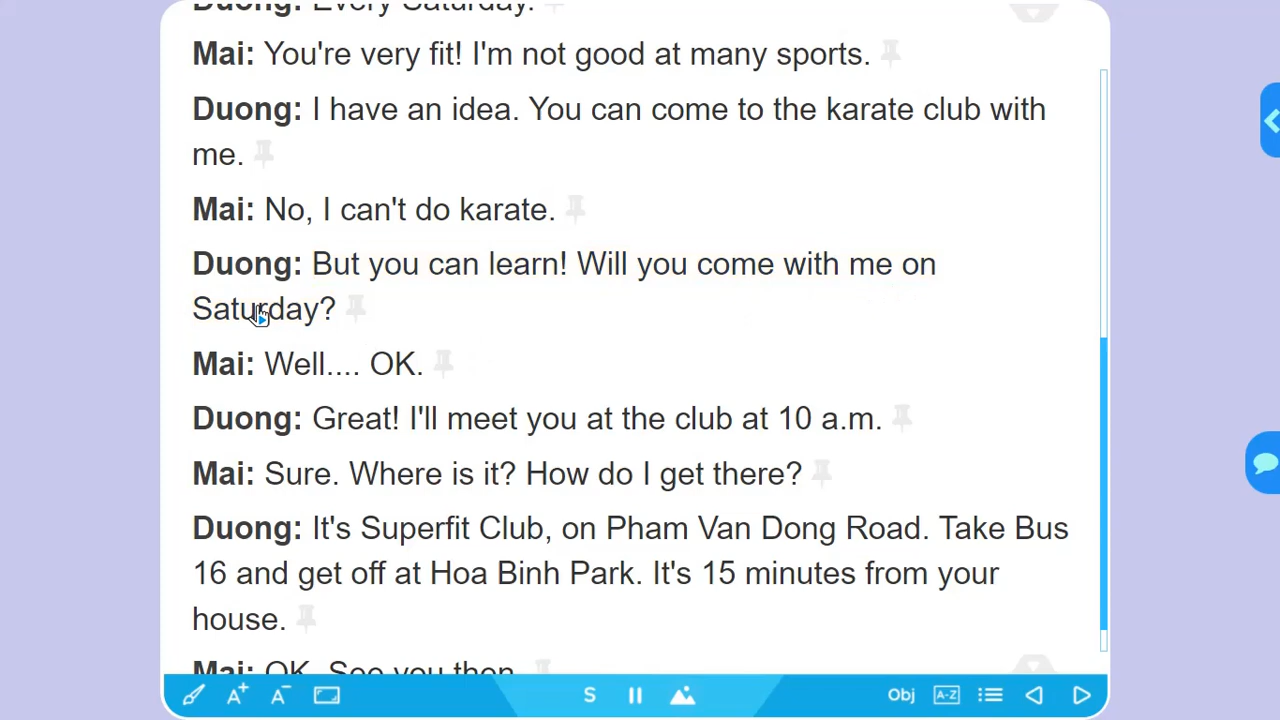 Duong: Every Saturday.
Mai: You're very fit! I'm not good at many sports.
Duong: I have an idea. You can come to the karate club with
me.
Mai: No, I can't do karate.
Duong: But you can learn! Will you come with me on
Saturday?
Mai: Well.... OK.
Duong: Great! I'll meet you at the club at 10 a.m.
Mai: Sure. Where is it? How do I get there?
Duong: It's Superfit Club, on Pham Van Dong Road. Take Bus
16 and get off at Hoa Binh Park. It's 15 minutes from your
house.
Mai: OK. See you then.
A+ A- S Obj A-Z